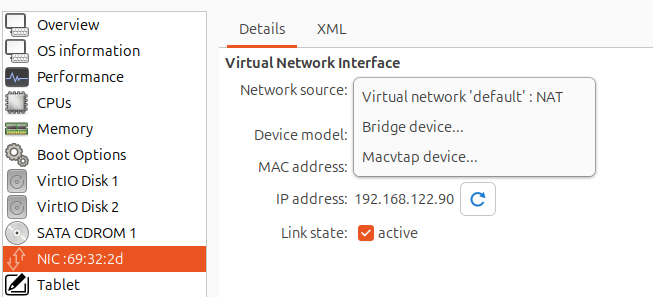 Overview
OS information
Performance
CPUs
Memory
Boot Options
VirtIO Disk 1
VirtIO Disk 2
SATA CDROM 1
NIC :69:32:2d
Tablet
Details XML
Virtual Network Interface
Network source:
Virtual network 'default' : NAT
Bridge device...
Macvtap device...
Device model:
MAC address:
IP address: 192.168.122.90
Link state: active